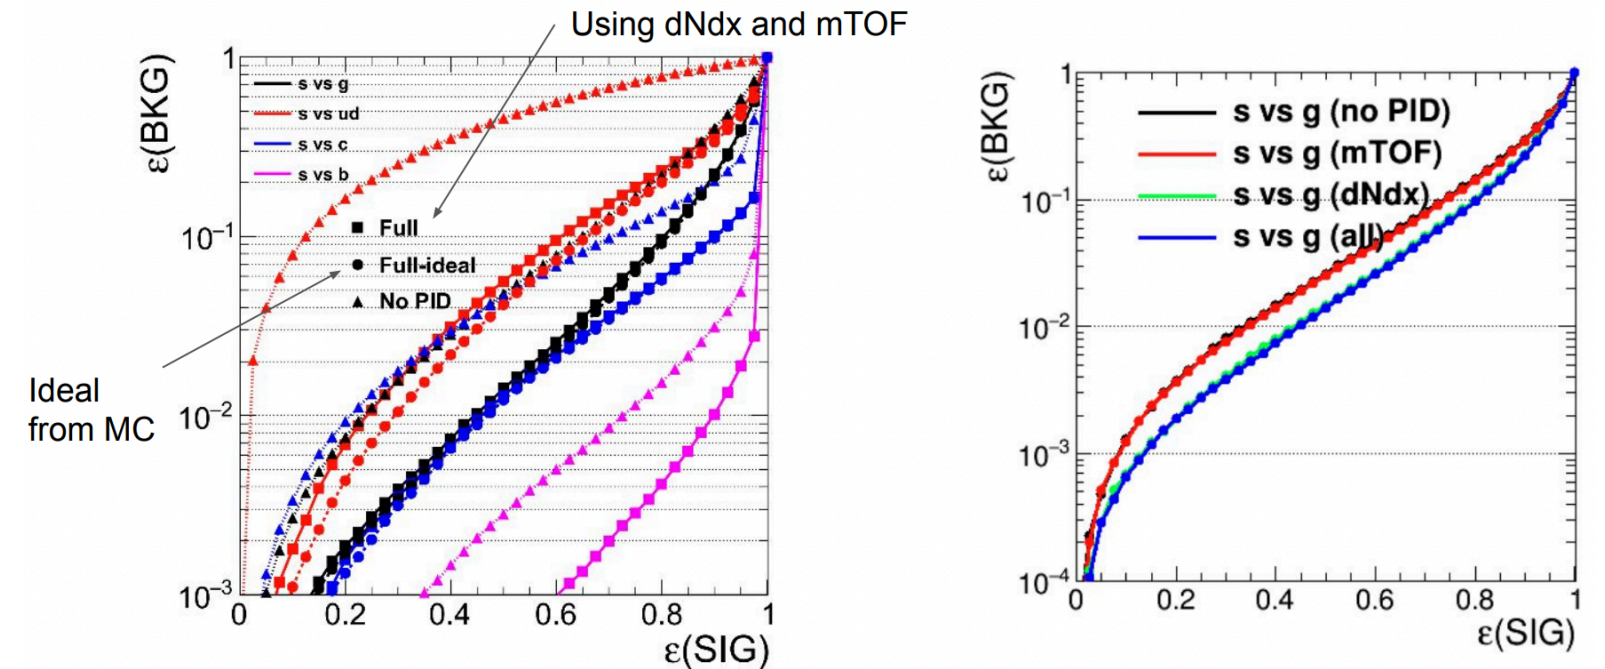 Using dNdx and mTOF
ε(BKG)
1
10⁻¹
10⁻²
10⁻³
s vs g
s vs ud
s vs c
s vs b
Full
Full-ideal
No PID
Ideal
from MC
0 0.2 0.4 0.6 0.8 1
ε(SIG)
ε(BKG)
1
10⁻¹
10⁻²
10⁻³
10⁻⁴
s vs g (no PID)
s vs g (mTOF)
s vs g (dNdx)
s vs g (all)
0 0.2 0.4 0.6 0.8 1
ε(SIG)